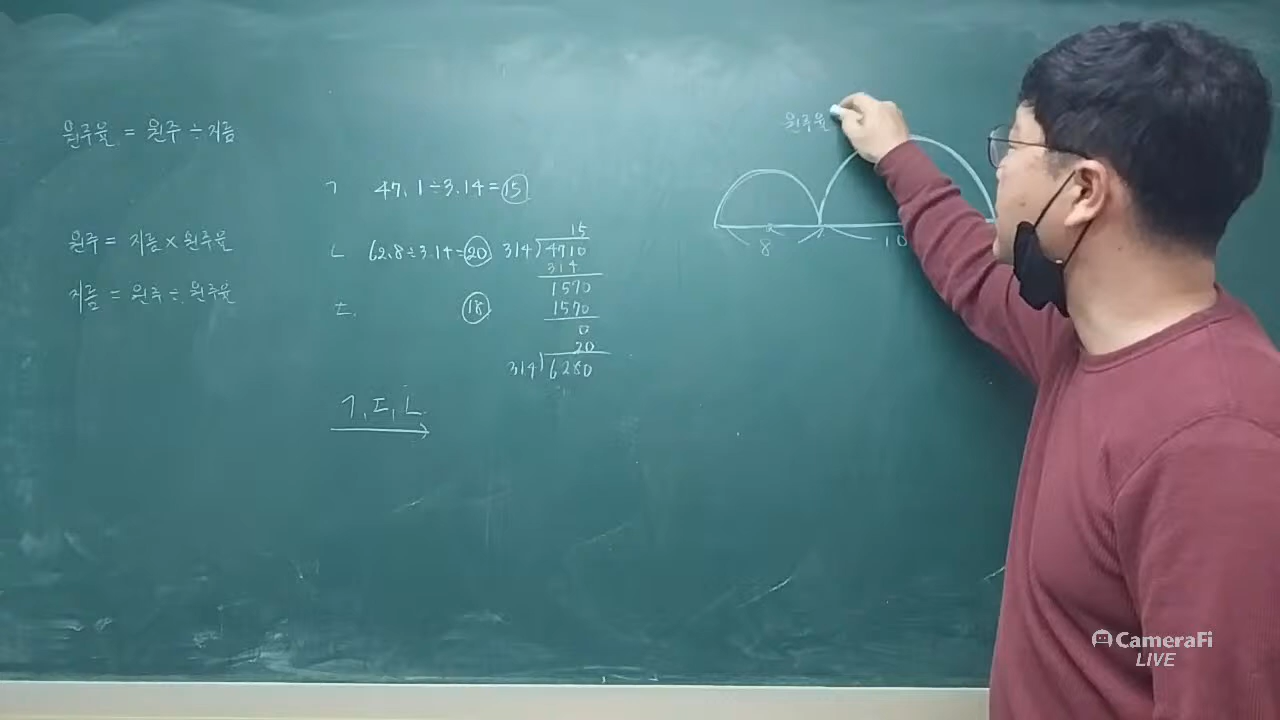 원주율 = 원주 ÷ 지름
원주 = 지름 × 원주율
지름 = 원주 ÷ 원주율
ㄱ 47.1 ÷ 3.14 = 15
ㄴ 62.8 ÷ 3.14 = 20
ㄷ. 18
ㄱ, ㄷ, ㄴ
15
314)4710
314
1570
1570
0
20
314)6280
원주율
8
10
CameraFi
LIVE